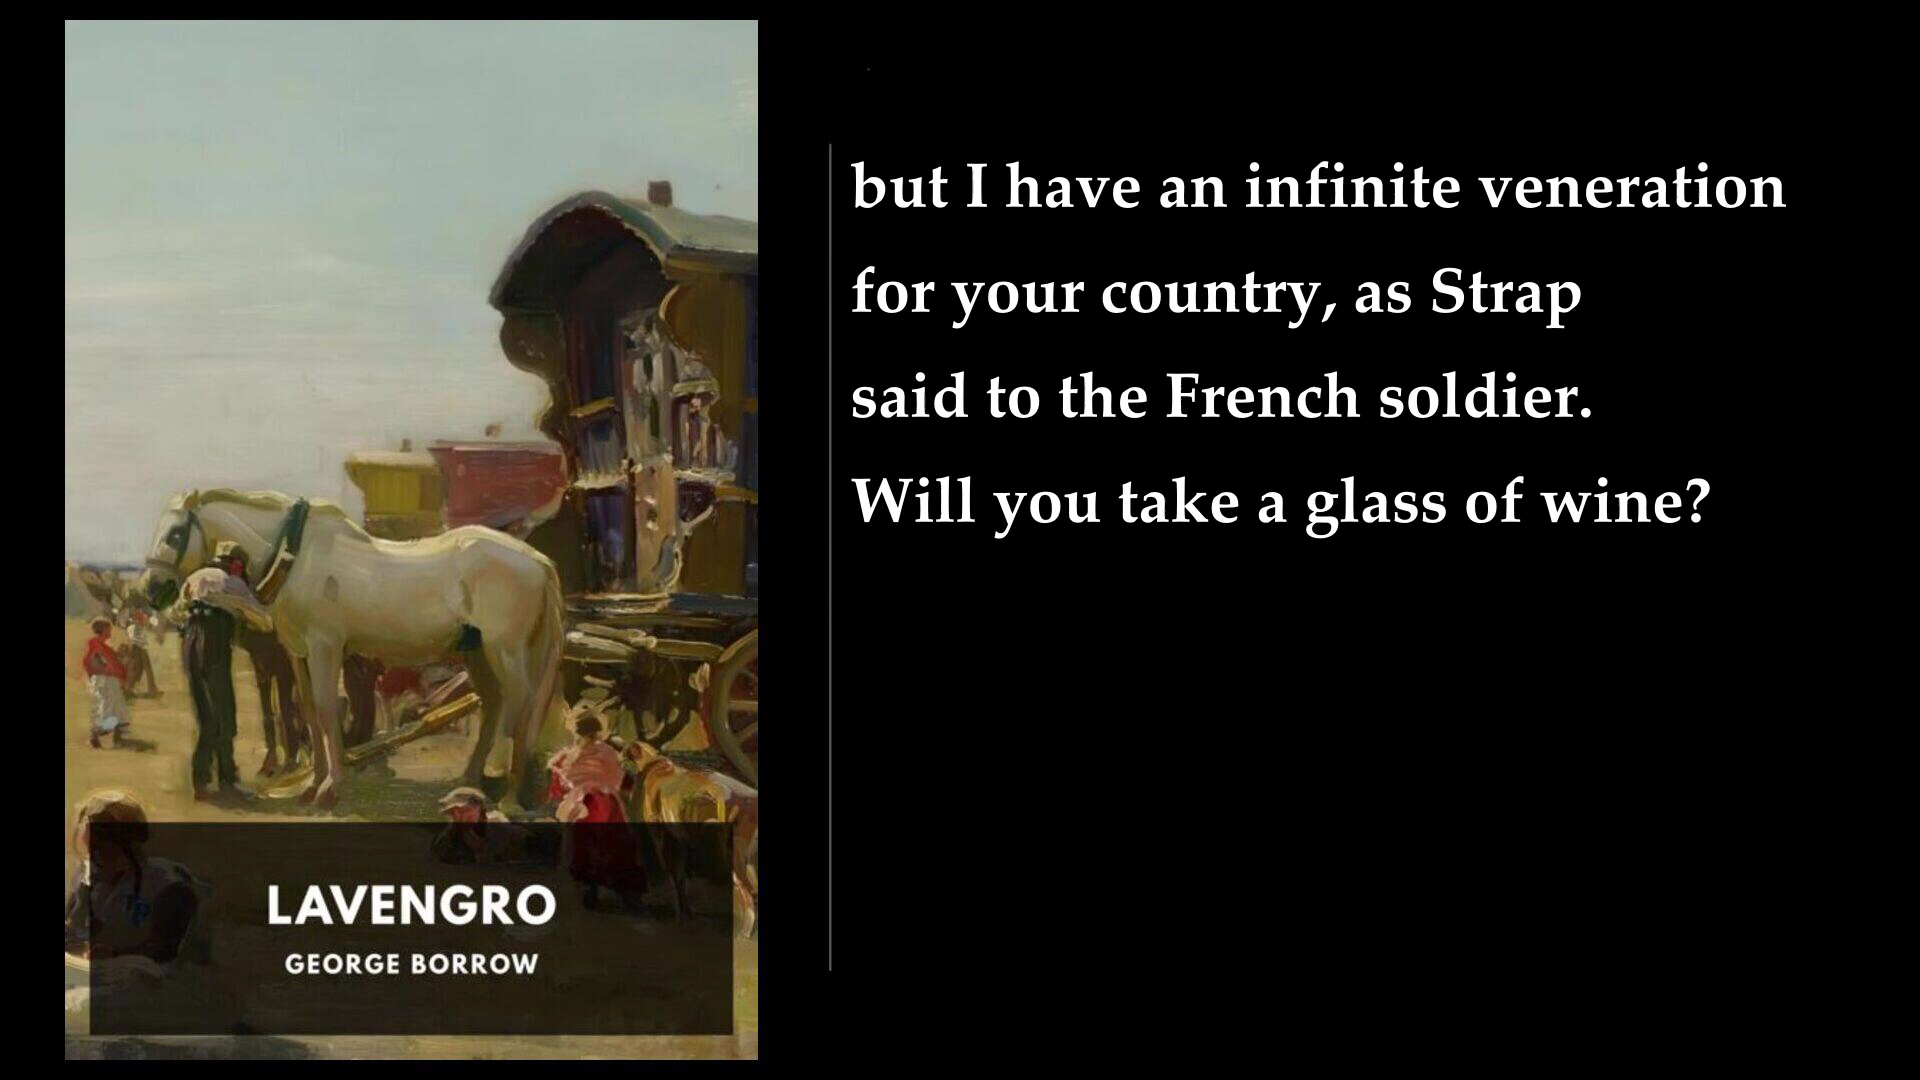 but I have an infinite veneration
for your country, as Strap
said to the French soldier.
Will you take a glass of wine?
LAVENGRO
GEORGE BORROW